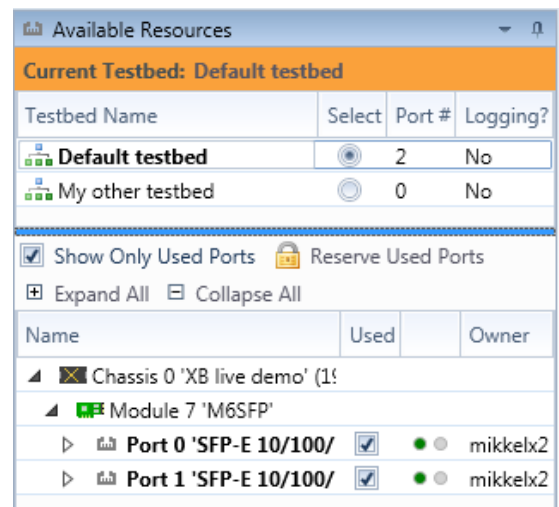 Available Resources
Current Testbed: Default testbed
Testbed Name Select Port # Logging?
Default testbed 2 No
My other testbed 0 No
Show Only Used Ports Reserve Used Ports
Expand All Collapse All
Name Used Owner
Chassis 0 'XB live demo' (19
Module 7 'M6SFP'
Port 0 'SFP-E 10/100/ mikkelx2
Port 1 'SFP-E 10/100/ mikkelx2